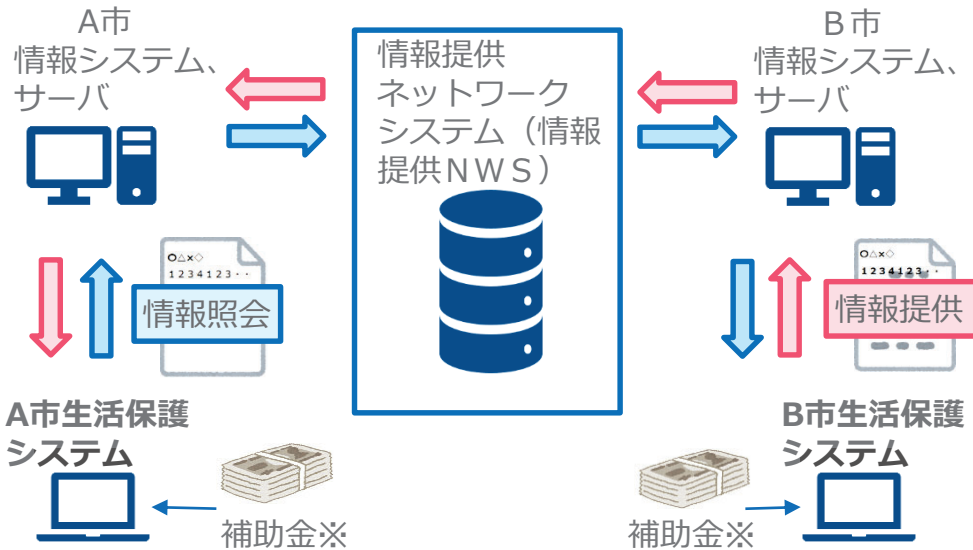 A市
情報システム、
サーバ
情報提供
ネットワーク
システム（情報
提供ＮＷＳ）
Ｂ市
情報システム、
サーバ
O△×◇
1234123‥
情報照会
O△×◇
1234123‥
情報提供
A市生活保護
システム
補助金※
B市生活保護
システム
補助金※